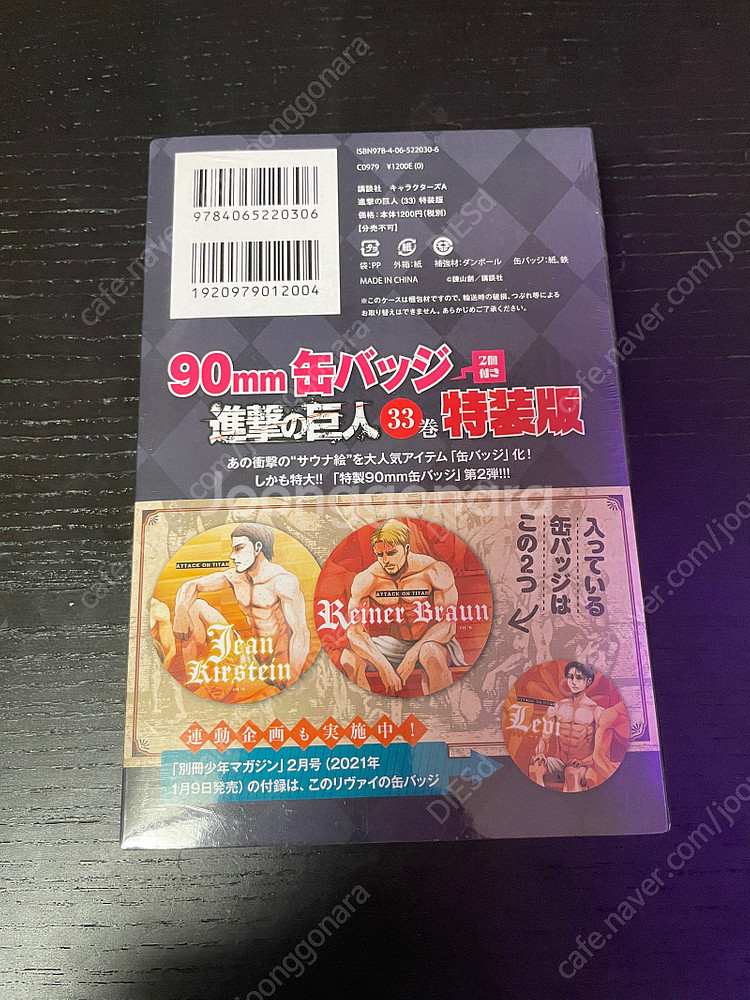 ISBN978-4-06-522030-6
C0979 ¥1200E (0)
講談社 キャラクターズA
進撃の巨人 (33) 特装版
価格:本体1200円(税別)
[分売不可]
9784065220306
1920979012004
紙
袋:PP 外箱:紙 補強材:ダンボール 缶バッジ:紙、鉄
MADE IN CHINA ©諫山創/講談社
※このケースは梱包材ですので、輸送時の破損、つぶれ等による
お取り替えはできません。あらかじめご了承ください。
90mm 缶バッジ 2個付き
進撃の巨人 33巻 特装版
あの衝撃の"サウナ絵"を大人気アイテム「缶バッジ」化!
しかも特大!! 「特製90mm缶バッジ」第2弾!!!
入っている
缶バッジは
この2つ
ATTACK ON TITAN
Jean
Kirstein
ATTACK ON TITAN
Reiner Braun
ATTACK ON TITAN
Levi
連動企画も実施中!
「別冊少年マガジン」2月号(2021年
1月9日発売)の付録は、このリヴァイの缶バッジ
Joonggonara
cafe.naver.com/joonggonara
DIESd